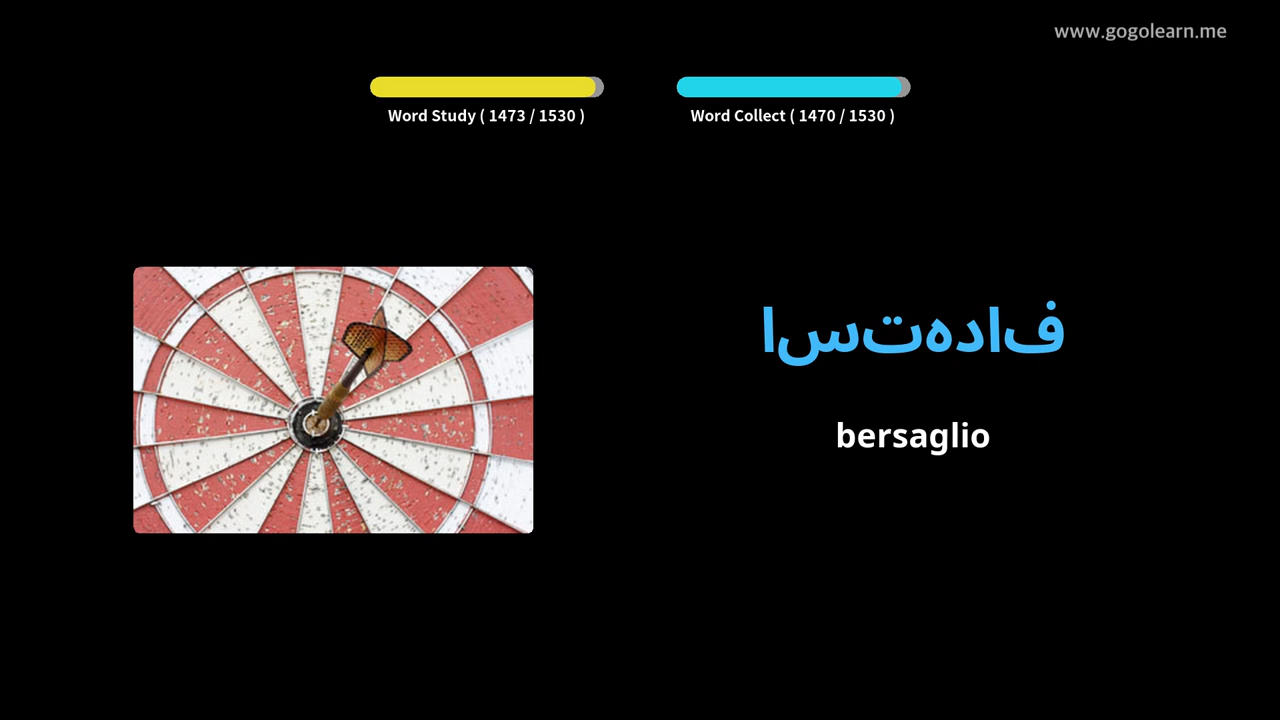 www.gogolearn.me
Word Study ( 1473 / 1530 )
Word Collect ( 1470 / 1530 )
استهداف
bersaglio